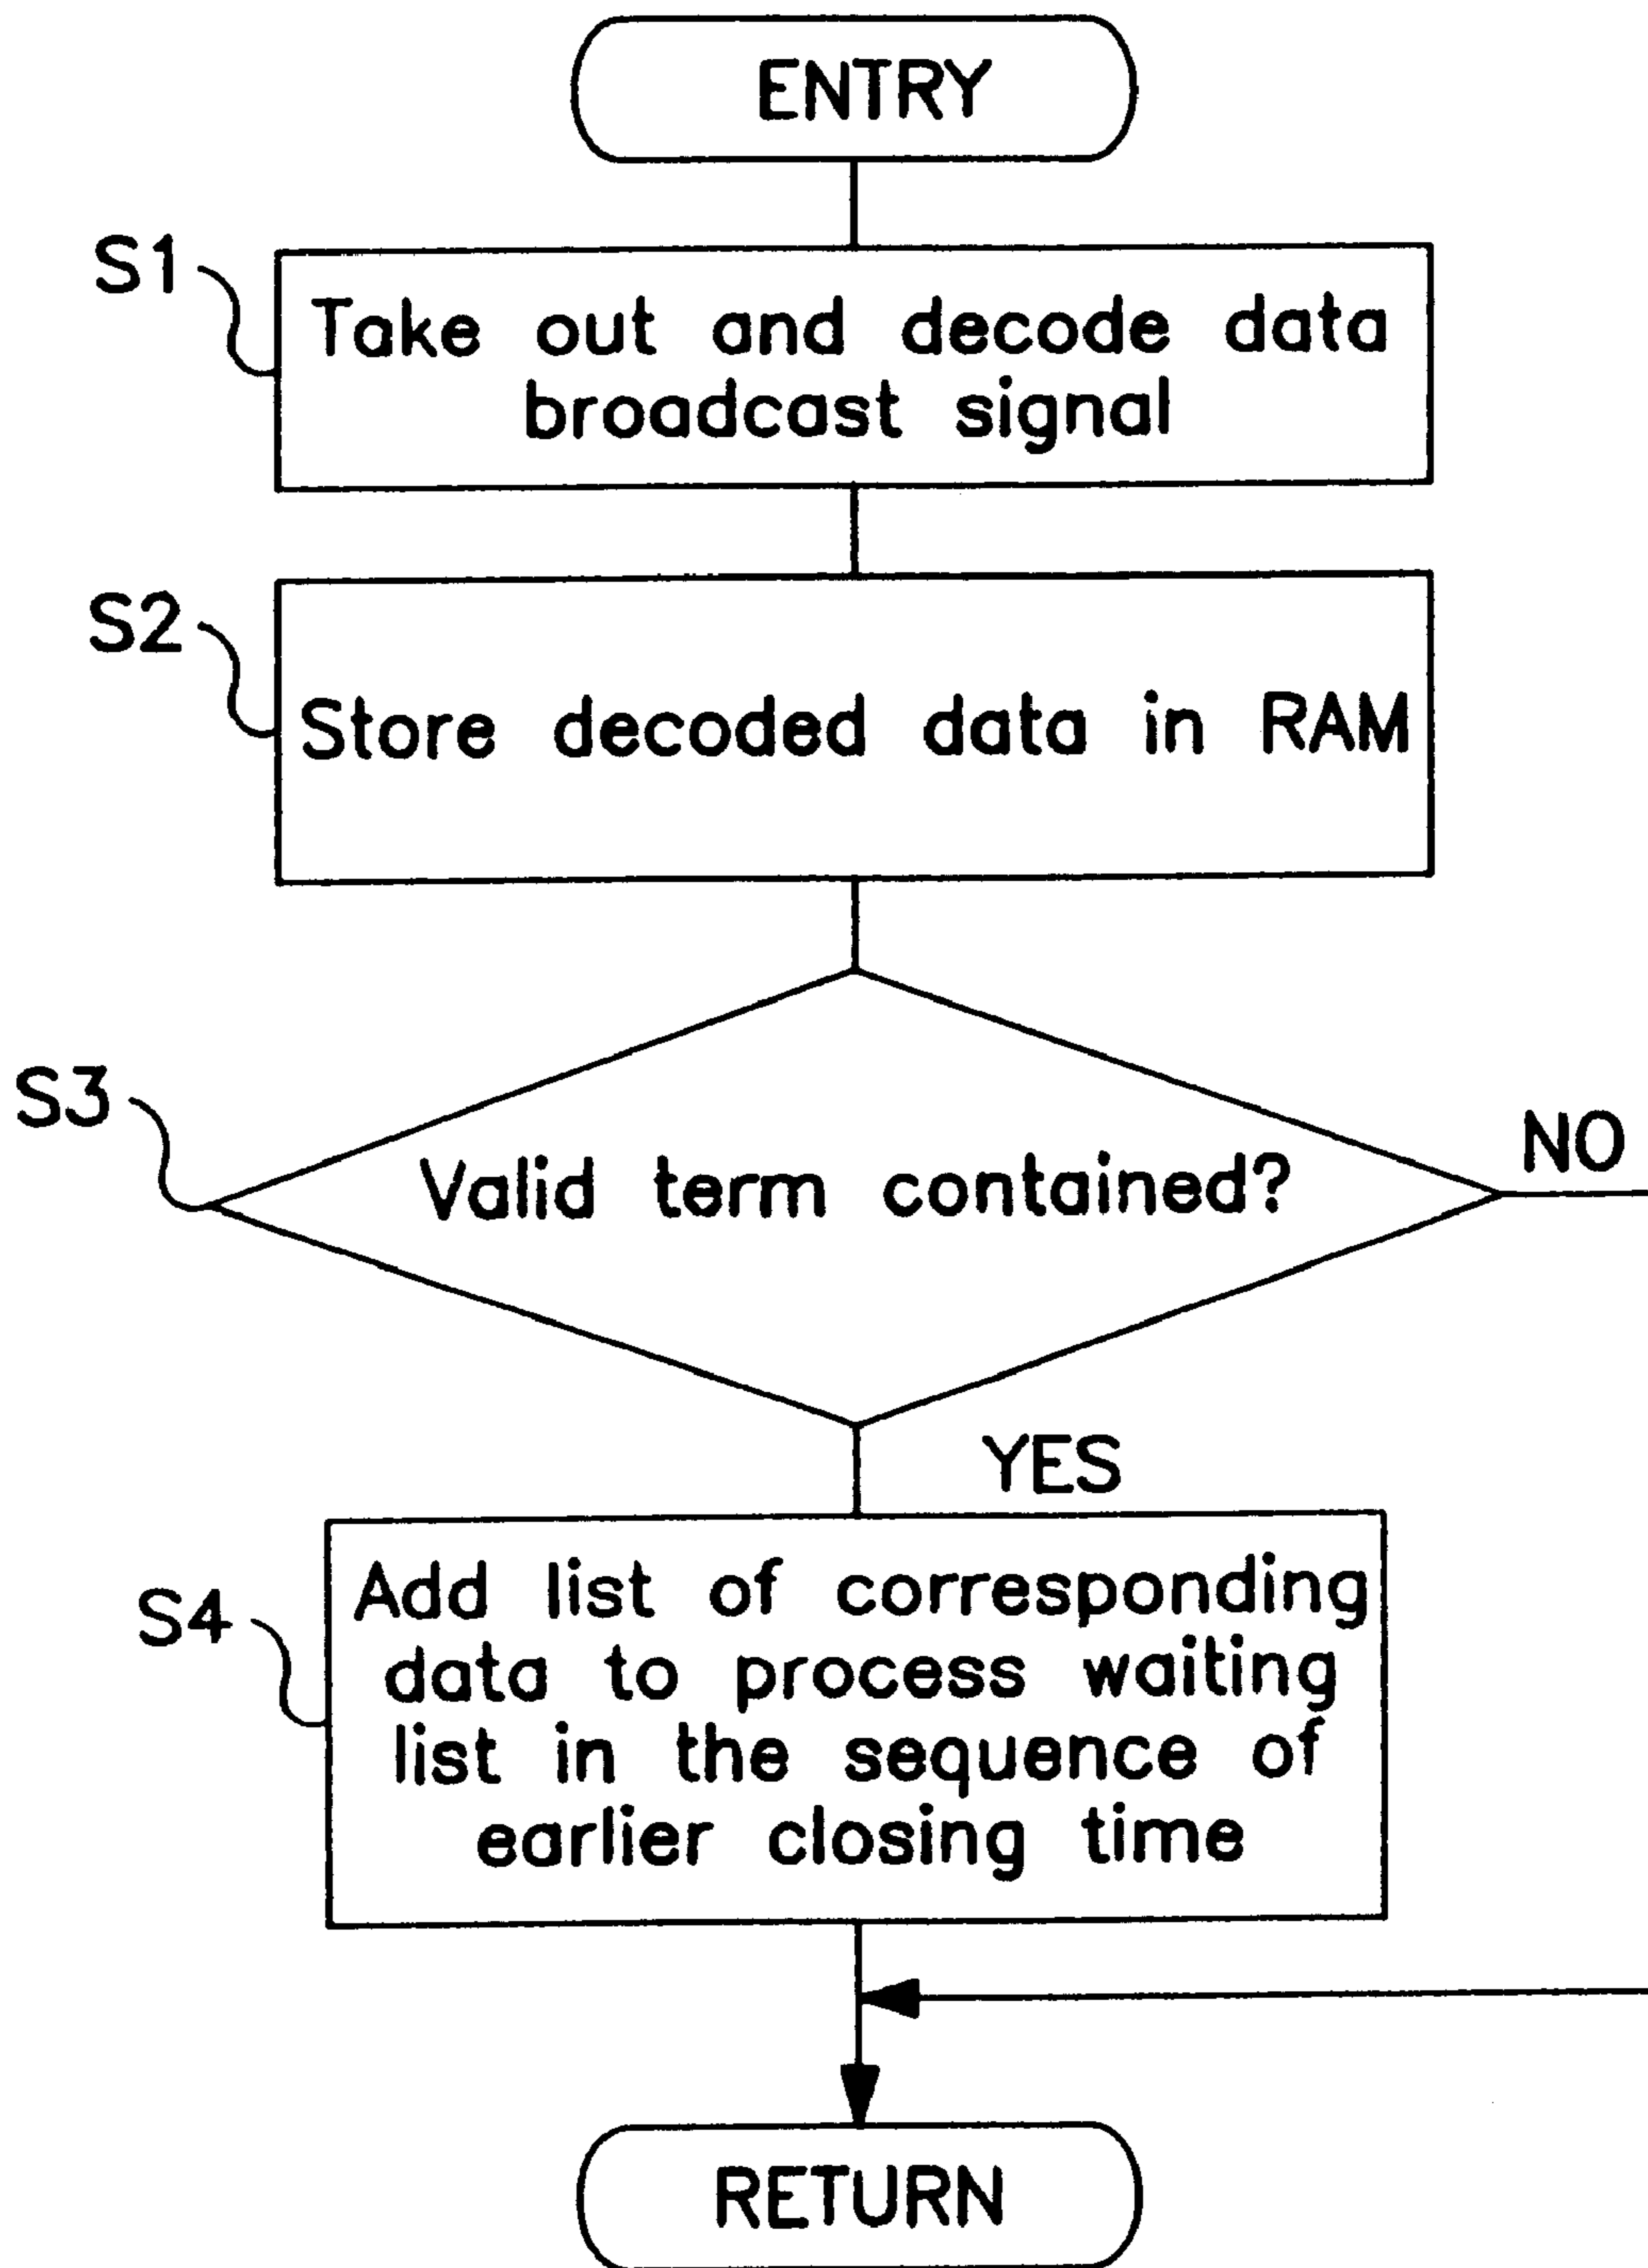 ENTRY
S1
Take out and decode data
broadcast signal
S2
Store decoded data in RAM
S3
Valid term contained?
NO
YES
S4
Add list of corresponding
data to process waiting
list in the sequence of
earlier closing time
RETURN